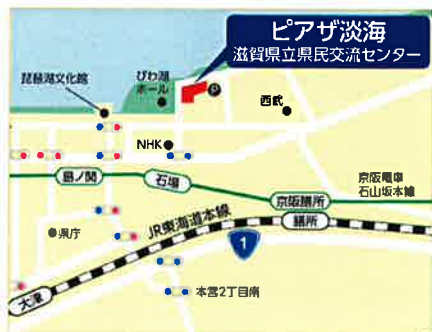 ピアザ淡海
滋賀県立県民交流センター
琵琶湖文化館
びわ湖
ホール
P
西武
NHK
京阪電車
石山坂本線
島ノ関
石場
京阪膳所
膳所
県庁
JR東海道本線
1
大津
本宮2丁目南